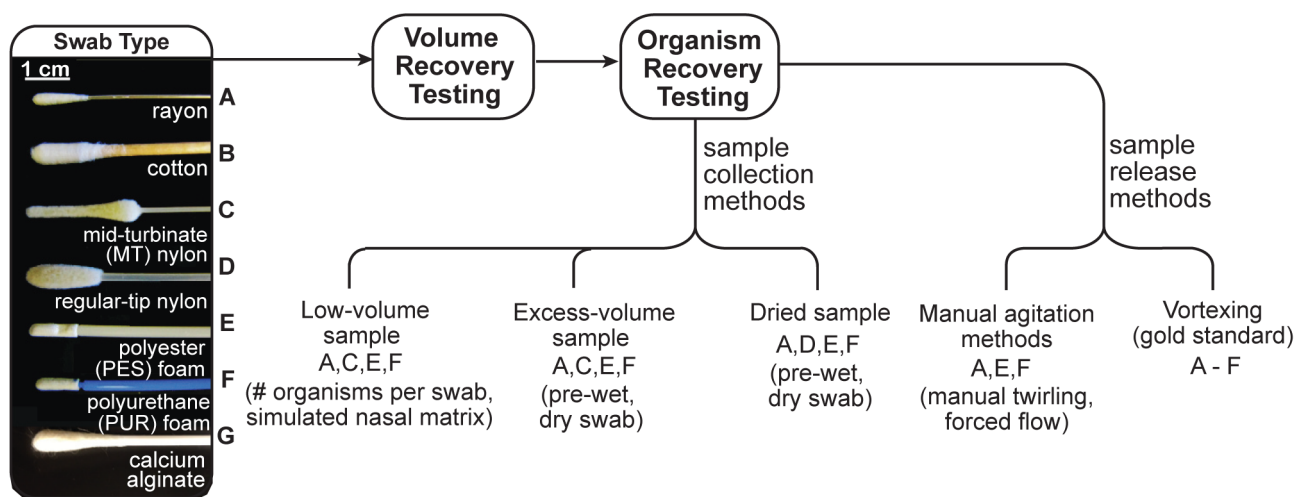 Swab Type
1 cm
A
rayon
B
cotton
C
mid-turbinate
(MT) nylon
D
regular-tip nylon
E
polyester
(PES) foam
F
polyurethane
(PUR) foam
G
calcium
alginate
Volume
Recovery
Testing
Organism
Recovery
Testing
sample
collection
methods
sample
release
methods
Low-volume
sample
A,C,E,F
(# organisms per swab,
simulated nasal matrix)
Excess-volume
sample
A,C,E,F
(pre-wet,
dry swab)
Dried sample
A,D,E,F
(pre-wet,
dry swab)
Manual agitation
methods
A,E,F
(manual twirling,
forced flow)
Vortexing
(gold standard)
A - F